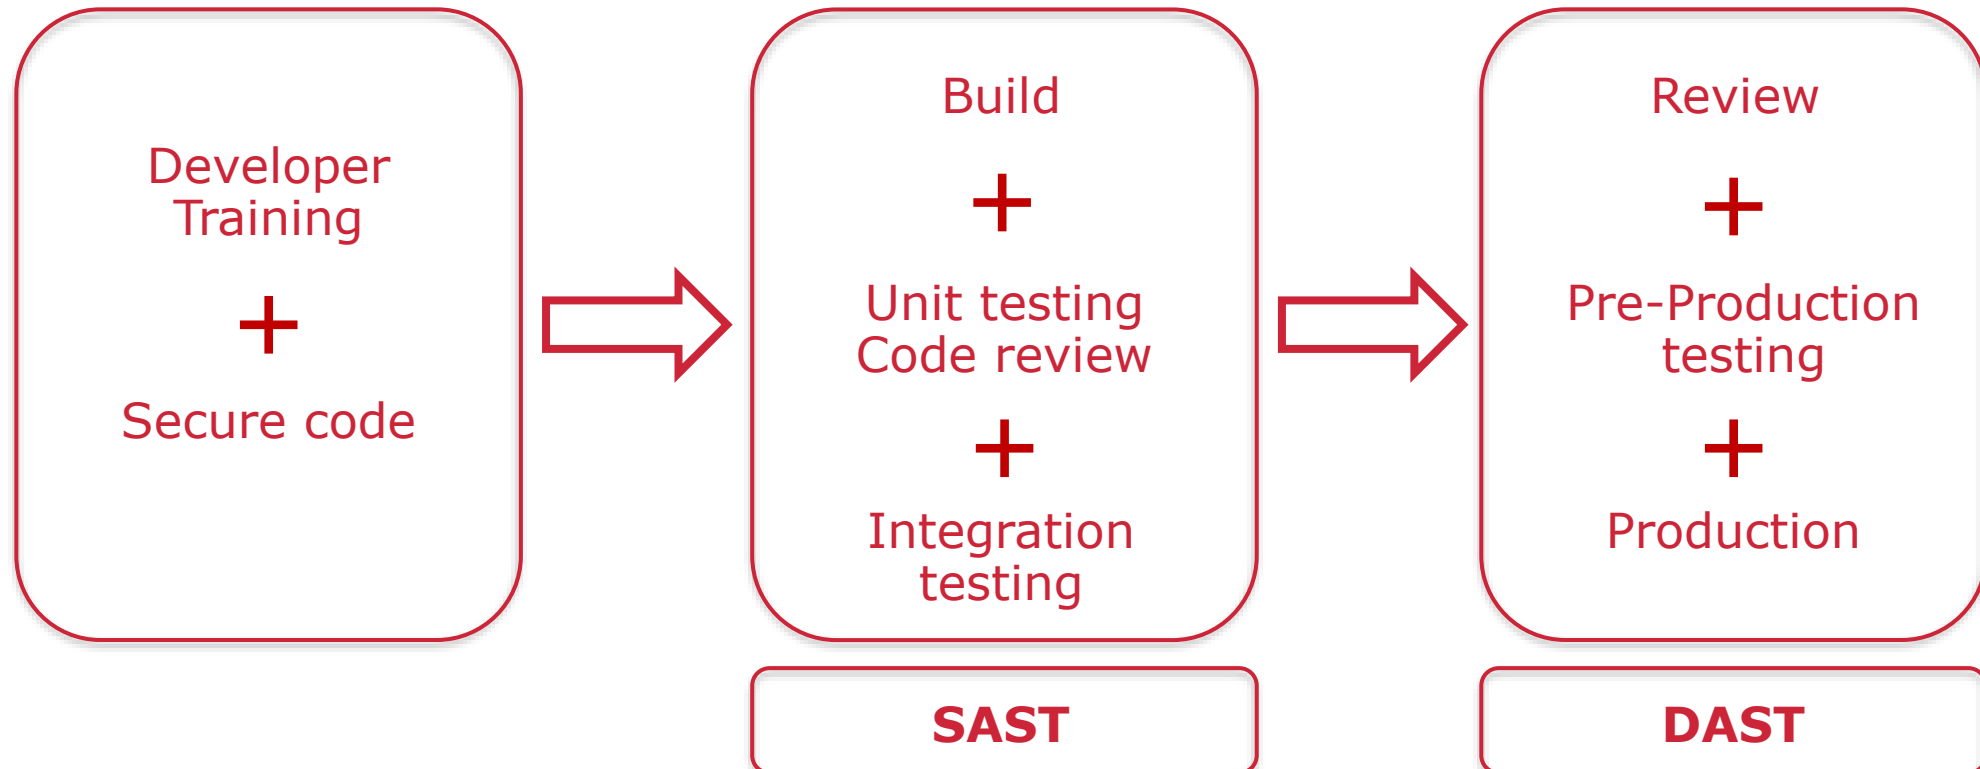 Developer
Training
+
Secure code
Build
+
Unit testing
Code review
+
Integration
testing
SAST
Review
+
Pre-Production
testing
+
Production
DAST